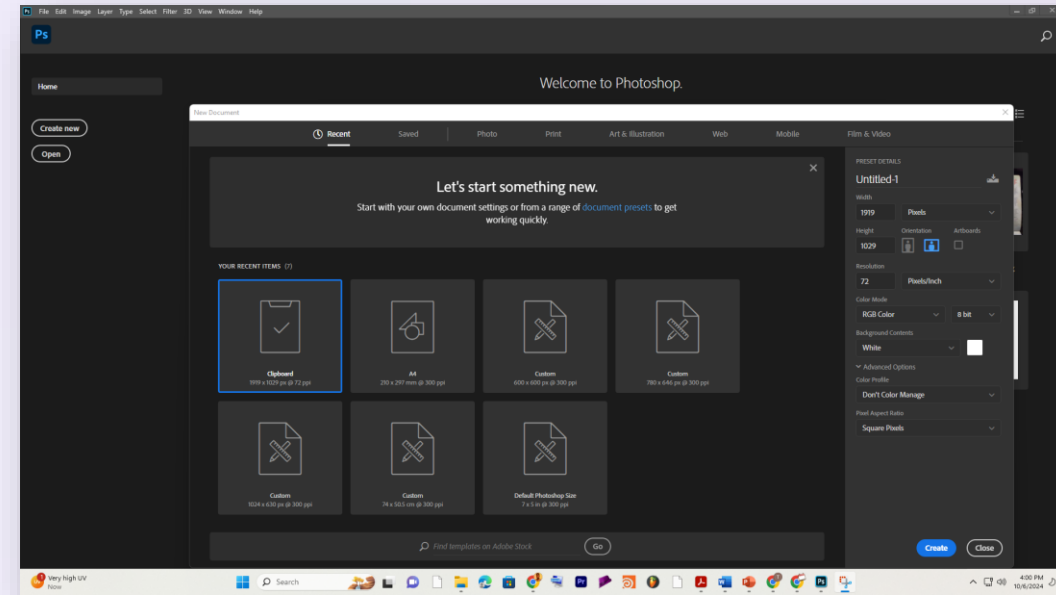 Ps File Edit Image Layer Type Select Filter 3D View Window Help
Ps
Home
Welcome to Photoshop.
Create new
Open
New Document
Recent Saved Photo Print Art & Illustration Web Mobile Film & Video
Let's start something new.
Start with your own document settings or from a range of document presets to get
working quickly.
YOUR RECENT ITEMS (7)
Clipboard
1919 x 1029 px @ 72 ppi
A4
210 x 297 mm @ 300 ppi
Custom
600 x 600 px @ 300 ppi
Custom
780 x 646 px @ 300 ppi
Custom
1024 x 630 px @ 300 ppi
Custom
74 x 50.5 cm @ 300 ppi
Default Photoshop Size
7 x 5 in @ 300 ppi
Find templates on Adobe Stock Go
PRESET DETAILS
Untitled-1
Width
1919 Pixels
Height Orientation Artboards
1029
Resolution
72 Pixels/Inch
Color Mode
RGB Color 8 bit
Background Contents
White
Advanced Options
Color Profile
Don't Color Manage
Pixel Aspect Ratio
Square Pixels
Create Close
Very high UV
Now
Search
4:00 PM
10/6/2024